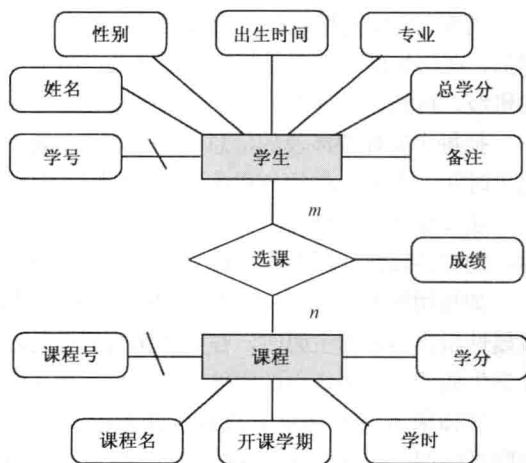 性别
出生时间
专业
姓名
总学分
学号
学生
备注
m
选课
成绩
n
课程号
课程
学分
课程名
开课学期
学时